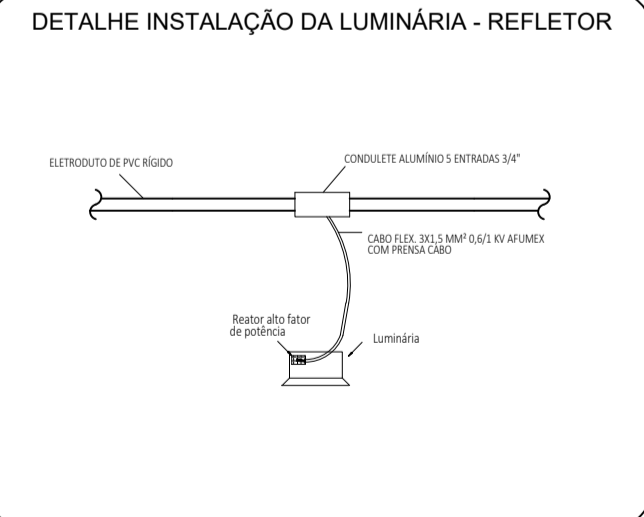 DETALHE INSTALAÇÃO DA LUMINÁRIA - REFLETOR
ELETRODUTO DE PVC RÍGIDO
CONDULETE ALUMÍNIO 5 ENTRADAS 3/4"
CABO FLEX. 3X1,5 MM² 0,6/1 KV AFUMEX
COM PRENSA CABO
Reator alto fator
de potência
Luminária